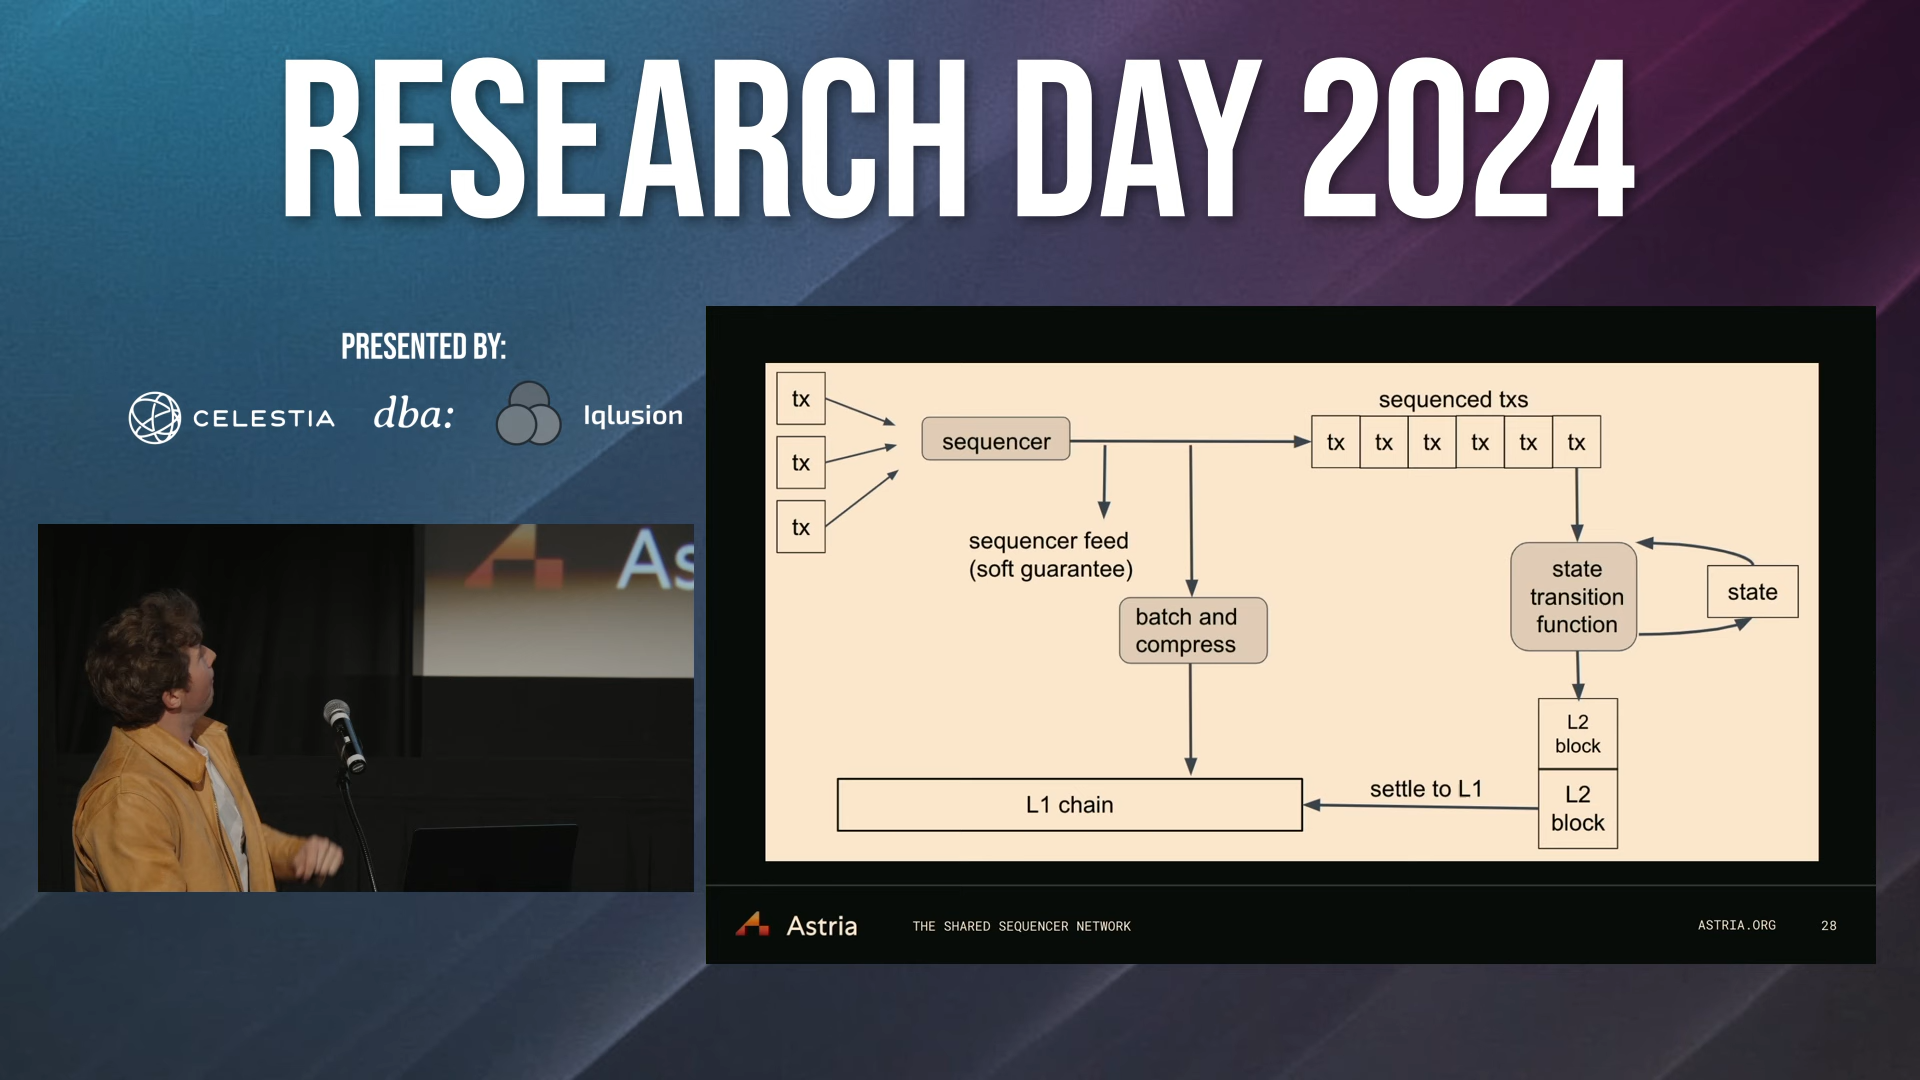 RESEARCH DAY 2024
PRESENTED BY:
CELESTIA
dba:
Iqlusion
As
tx
tx
tx
sequencer
sequencer feed
(soft guarantee)
batch and
compress
sequenced txs
tx tx tx tx tx tx
state
transition
function
state
L2
block
L2
block
settle to L1
L1 chain
Astria
THE SHARED SEQUENCER NETWORK
ASTRIA.ORG
28